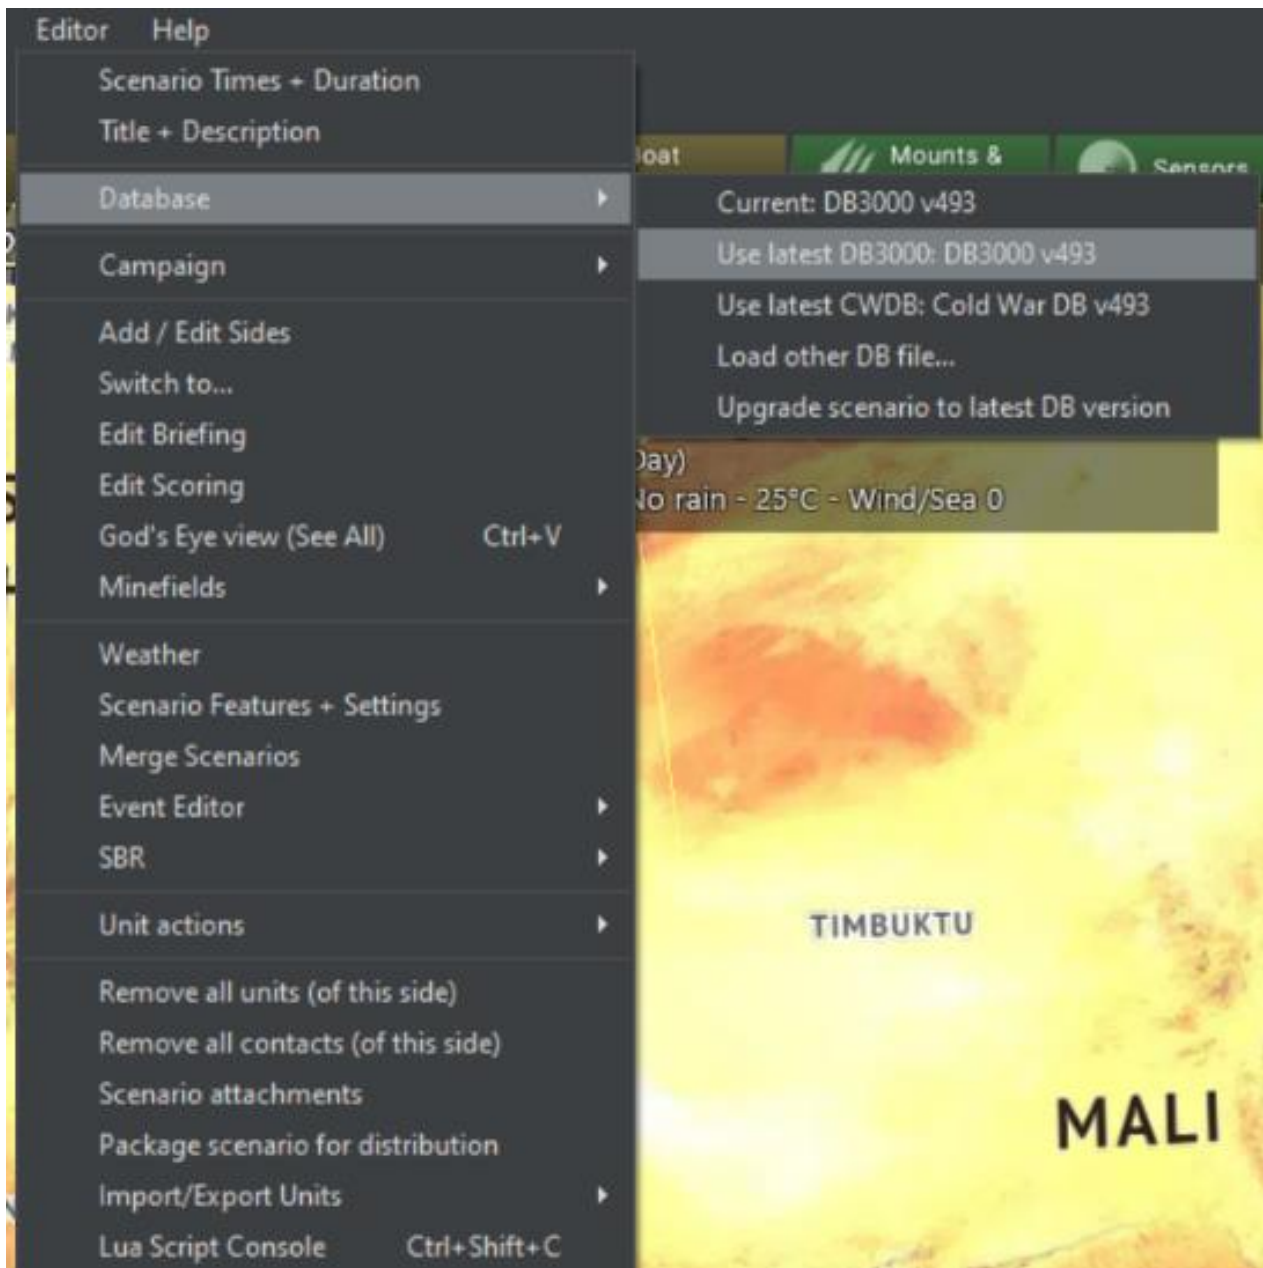 Editor Help
Scenario Times + Duration
Title + Description
Mounts &
Sensors
Database
Current: DB3000 v493
Use latest DB3000: DB3000 v493
Use latest CWDB: Cold War DB v493
Load other DB file...
Upgrade scenario to latest DB version
Campaign
Add / Edit Sides
Switch to...
Edit Briefing
Edit Scoring
God's Eye view (See All) Ctrl+V
Minefields
Day)
No rain - 25°C - Wind/Sea 0
Weather
Scenario Features + Settings
Merge Scenarios
Event Editor
SBR
Unit actions
Remove all units (of this side)
Remove all contacts (of this side)
Scenario attachments
Package scenario for distribution
Import/Export Units
Lua Script Console Ctrl+Shift+C
TIMBUKTU
MALI